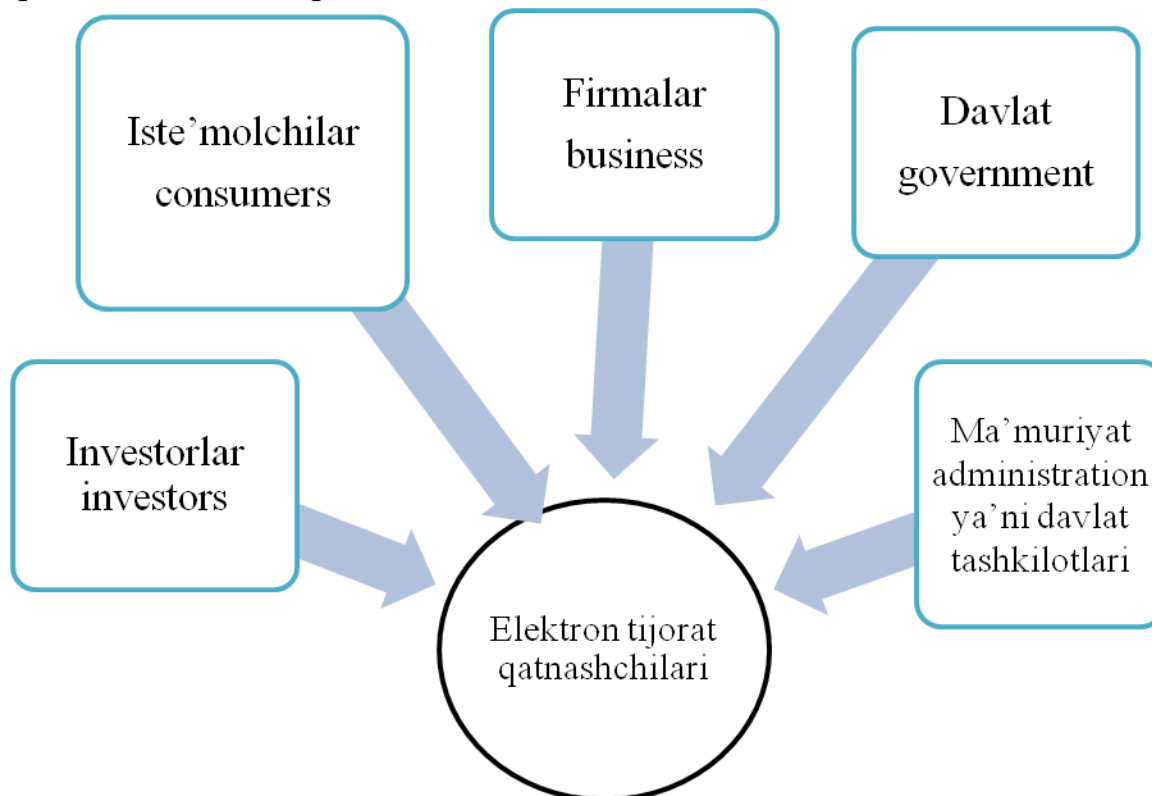 Iste’molchilar
consumers
Firmalar
business
Davlat
government
Investorlar
investors
Ma’muriyat
administration
ya’ni davlat
tashkilotlari
Elektron tijorat
qatnashchilari